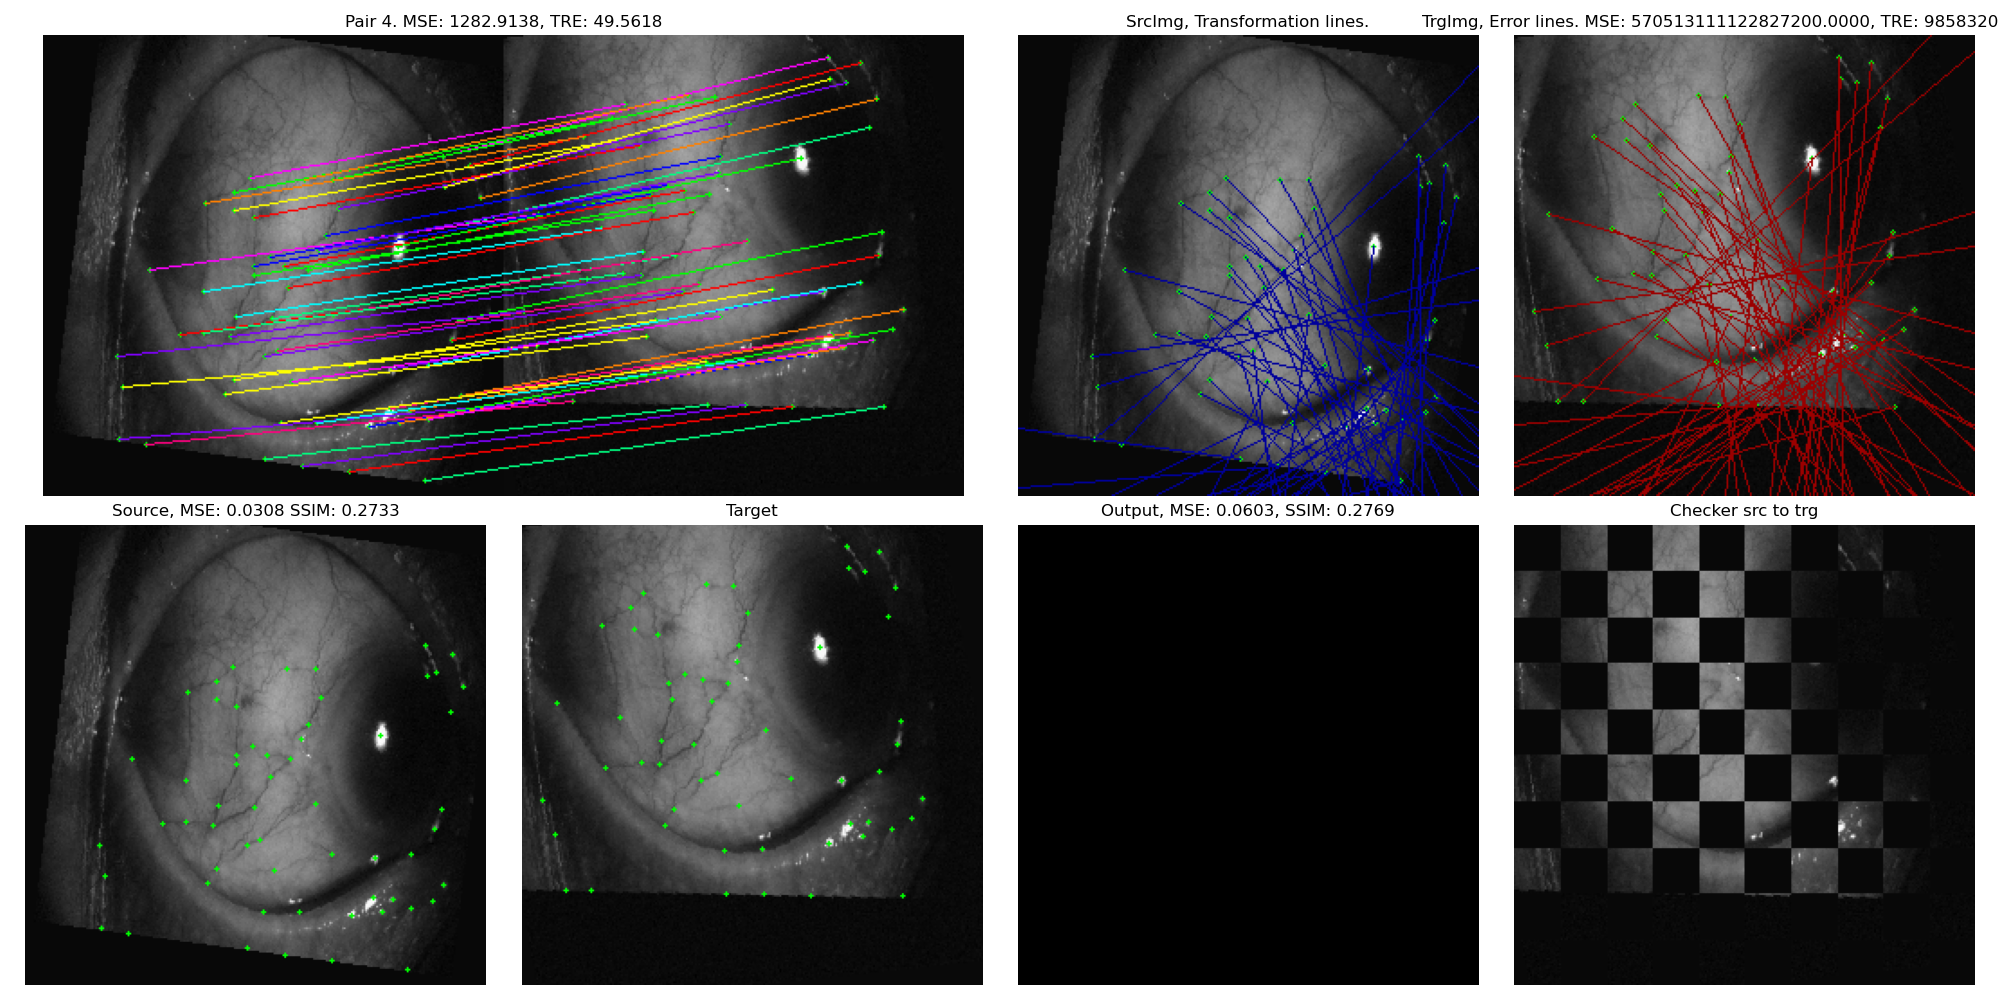 Pair 4. MSE: 1282.9138, TRE: 49.5618
SrcImg, Transformation lines.
TrgImg, Error lines. MSE: 570513111122827200.0000, TRE: 9858320
Source, MSE: 0.0308 SSIM: 0.2733
Target
Output, MSE: 0.0603, SSIM: 0.2769
Checker src to trg